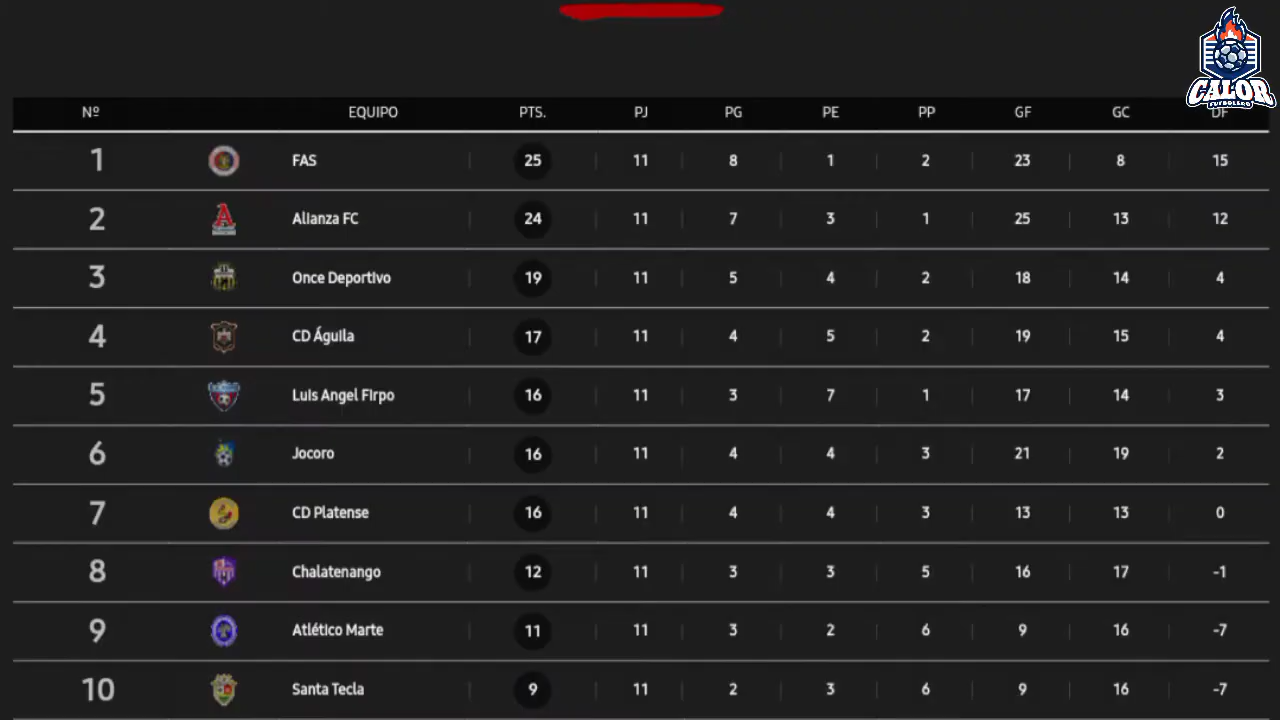 CALOR
FUTBOLERO
Nº EQUIPO PTS. PJ PG PE PP GF GC DF
1 FAS 25 11 8 1 2 23 8 15
2 Alianza FC 24 11 7 3 1 25 13 12
3 Once Deportivo 19 11 5 4 2 18 14 4
4 CD Águila 17 11 4 5 2 19 15 4
5 Luis Angel Firpo 16 11 3 7 1 17 14 3
6 Jocoro 16 11 4 4 3 21 19 2
7 CD Platense 16 11 4 4 3 13 13 0
8 Chalatenango 12 11 3 3 5 16 17 -1
9 Atlético Marte 11 11 3 2 6 9 16 -7
10 Santa Tecla 9 11 2 3 6 9 16 -7